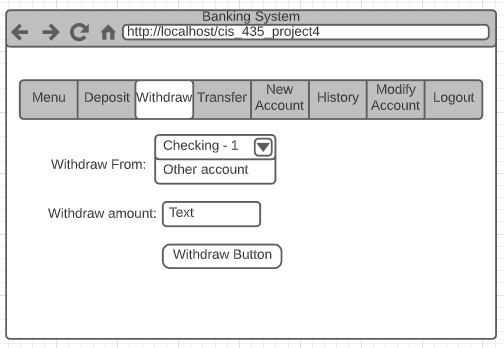 Banking System
http://localhost/cis_435_project4
Menu
Deposit
Withdraw
Transfer
New
Account
History
Modify
Account
Logout
Withdraw From:
Checking - 1
Other account
Withdraw amount:
Text
Withdraw Button